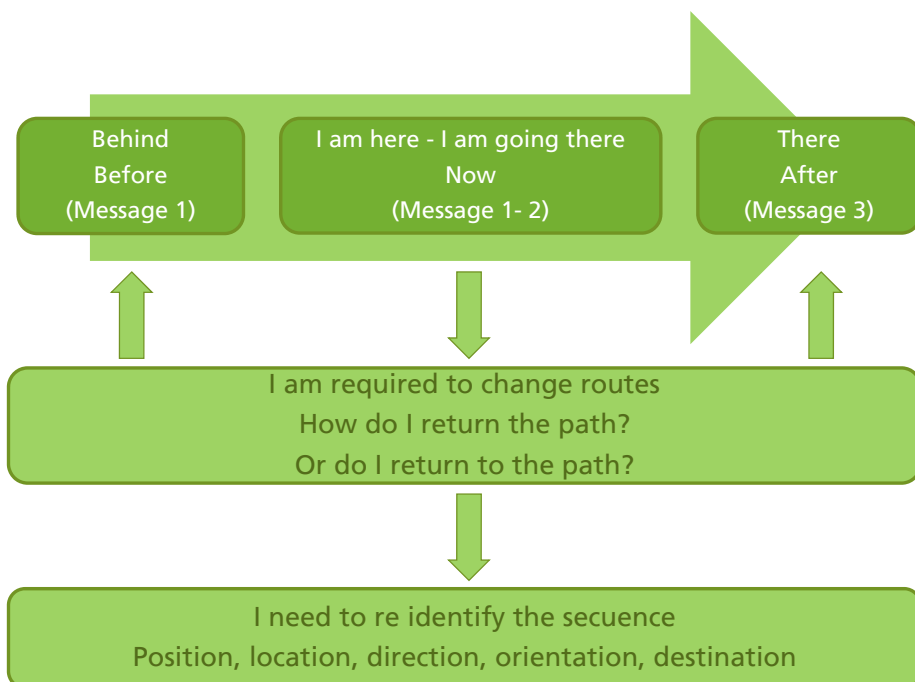 Behind
Before
(Message 1)
I am here - I am going there
Now
(Message 1- 2)
There
After
(Message 3)
I am required to change routes
How do I return the path?
Or do I return to the path?
I need to re identify the secuence
Position, location, direction, orientation, destination